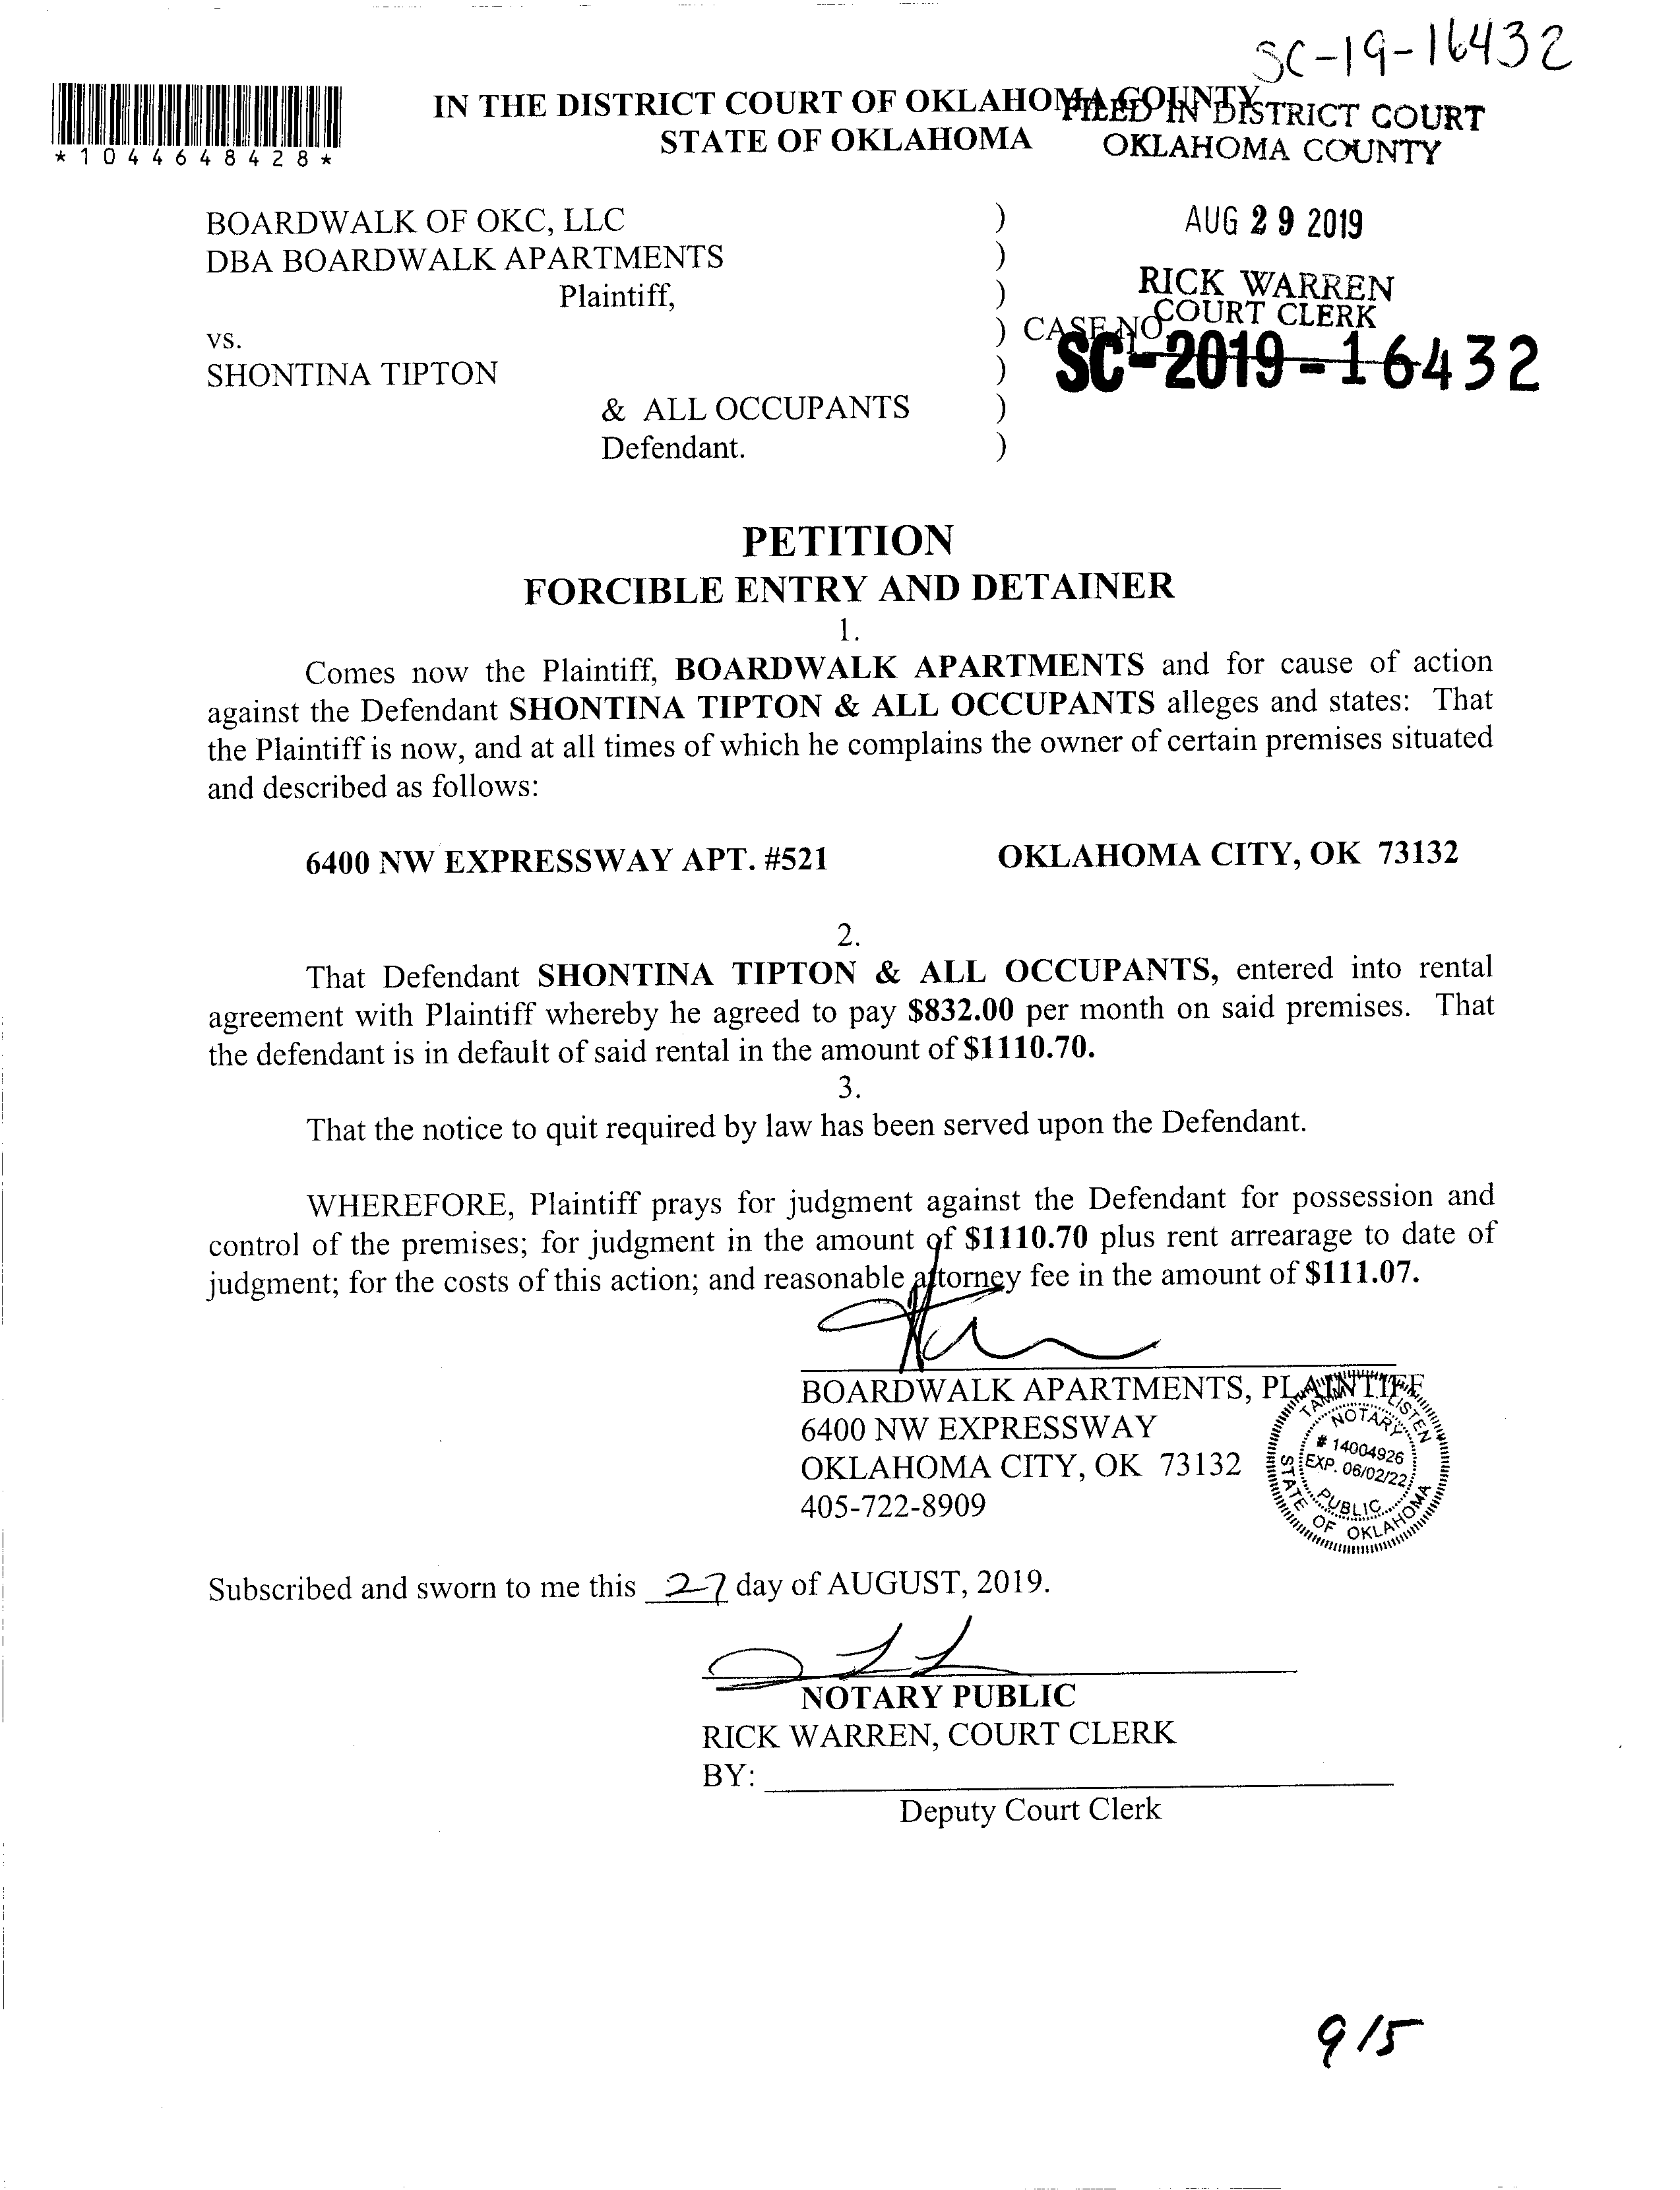 SC-19-16432
*1044648428*
IN THE DISTRICT COURT OF OKLAHOMA COUNTY
STATE OF OKLAHOMA
FILED IN DISTRICT COURT
OKLAHOMA COUNTY
AUG 29 2019
RICK WARREN
COURT CLERK
BOARDWALK OF OKC, LLC )
DBA BOARDWALK APARTMENTS )
Plaintiff, )
vs. ) CASE NO.
SC-2019-16432
SHONTINA TIPTON )
& ALL OCCUPANTS )
Defendant. )
PETITION
FORCIBLE ENTRY AND DETAINER
1.
Comes now the Plaintiff, BOARDWALK APARTMENTS and for cause of action
against the Defendant SHONTINA TIPTON & ALL OCCUPANTS alleges and states: That
the Plaintiff is now, and at all times of which he complains the owner of certain premises situated
and described as follows:
6400 NW EXPRESSWAY APT. #521 OKLAHOMA CITY, OK 73132
2.
That Defendant SHONTINA TIPTON & ALL OCCUPANTS, entered into rental
agreement with Plaintiff whereby he agreed to pay $832.00 per month on said premises. That
the defendant is in default of said rental in the amount of $1110.70.
3.
That the notice to quit required by law has been served upon the Defendant.
WHEREFORE, Plaintiff prays for judgment against the Defendant for possession and
control of the premises; for judgment in the amount of $1110.70 plus rent arrearage to date of
judgment; for the costs of this action; and reasonable attorney fee in the amount of $111.07.
BOARDWALK APARTMENTS, PLAINTIFF
6400 NW EXPRESSWAY
OKLAHOMA CITY, OK 73132
405-722-8909
LISTEN
NOTARY
# 14004926
EXP. 06/02/22
PUBLIC
STATE OF OKLAHOMA
Subscribed and sworn to me this 27 day of AUGUST, 2019.
NOTARY PUBLIC
RICK WARREN, COURT CLERK
BY:
Deputy Court Clerk
9/5